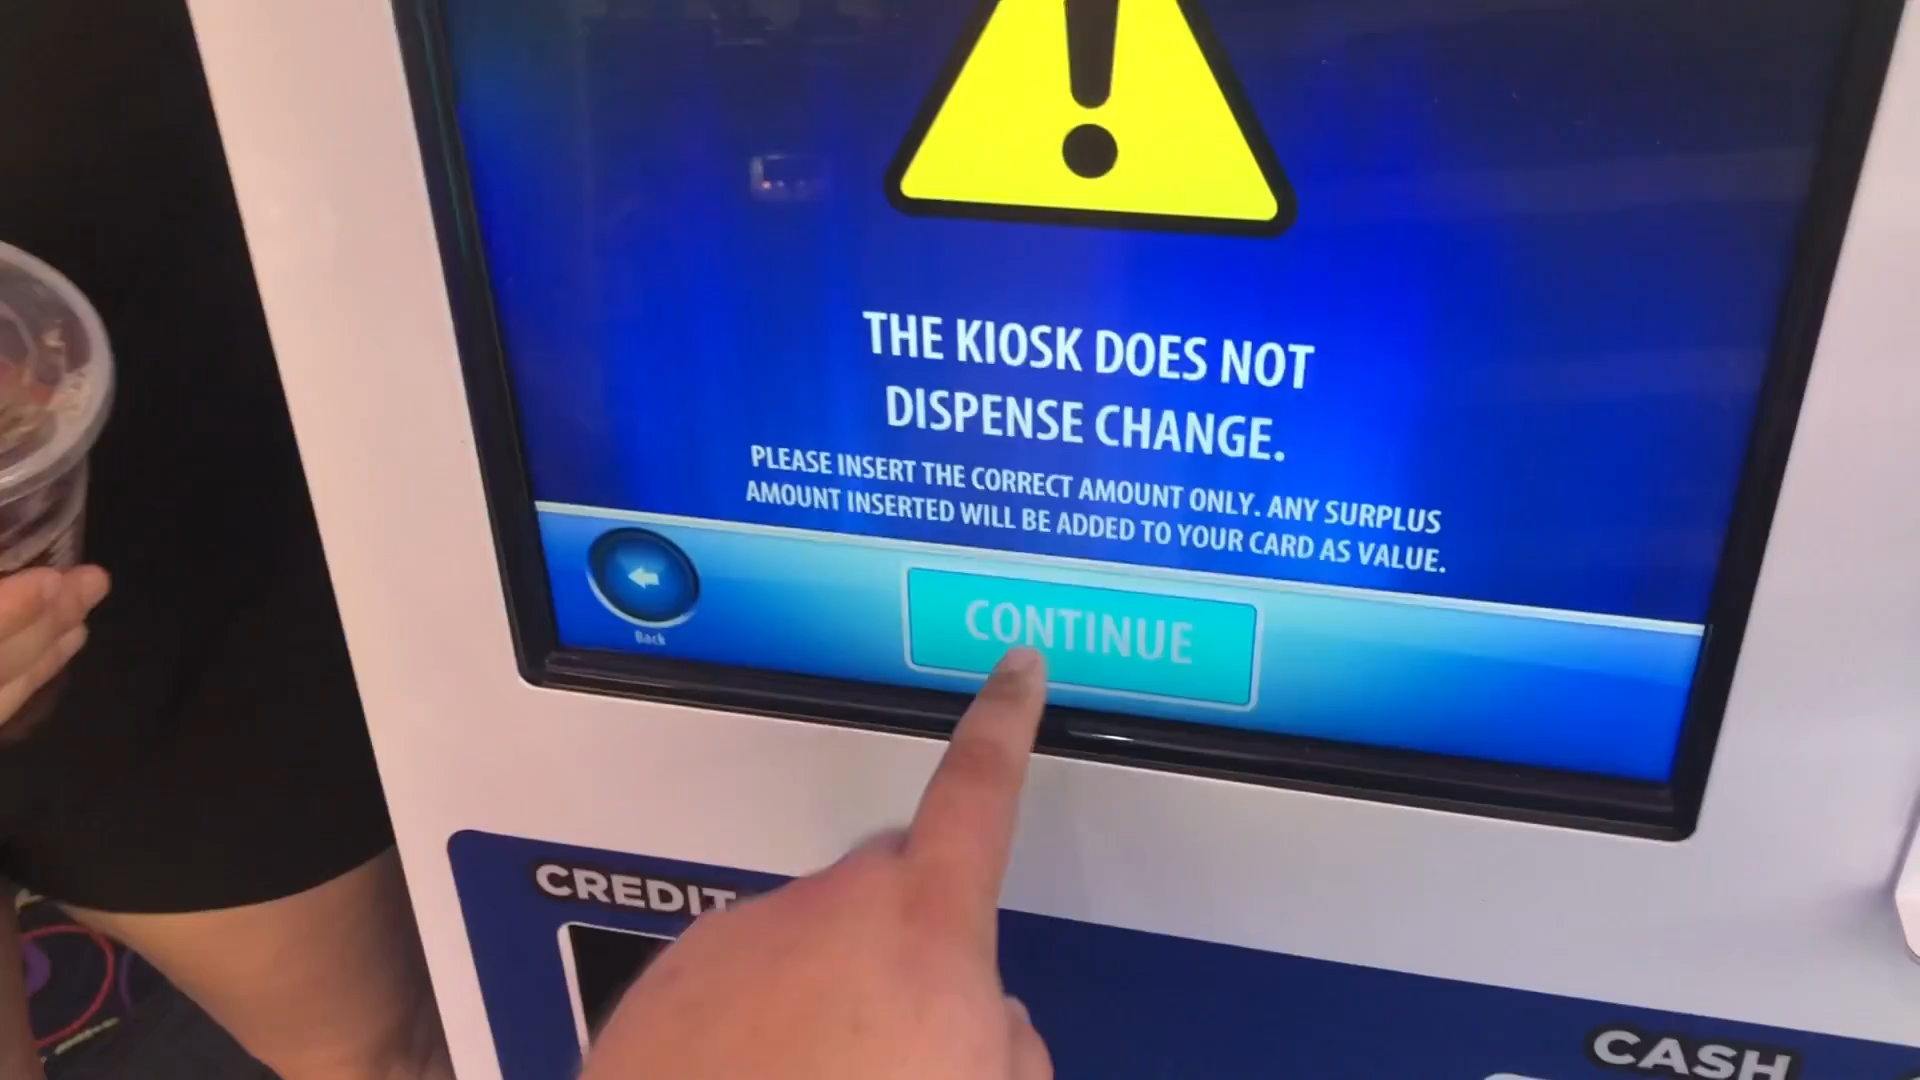 THE KIOSK DOES NOT
DISPENSE CHANGE.
PLEASE INSERT THE CORRECT AMOUNT ONLY. ANY SURPLUS
AMOUNT INSERTED WILL BE ADDED TO YOUR CARD AS VALUE.
Back
CONTINUE
CREDIT
CASH